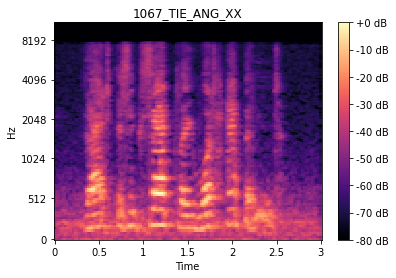 1067_TIE_ANG_XX
Hz
8192
4096
2048
1024
512
0
0 0.5 1 1.5 2 2.5 3
Time
+0 dB
-10 dB
-20 dB
-30 dB
-40 dB
-50 dB
-60 dB
-70 dB
-80 dB